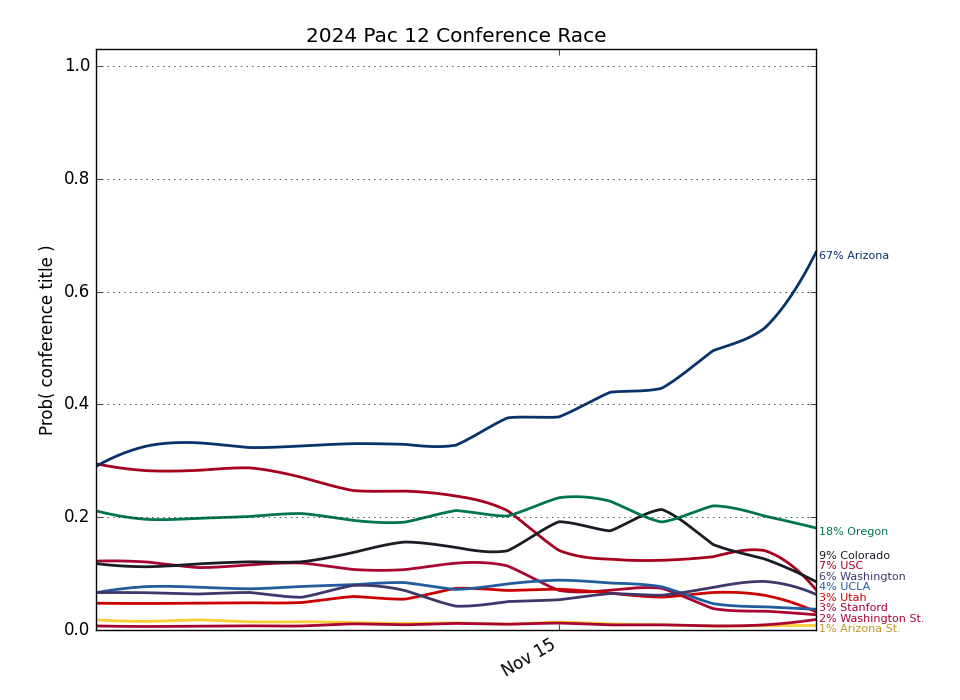 2024 Pac 12 Conference Race
1.0
0.8
0.6
0.4
0.2
0.0
Prob( conference title )
Nov 15
67% Arizona
18% Oregon
9% Colorado
7% USC
6% Washington
4% UCLA
3% Utah
3% Stanford
2% Washington St.
1% Arizona St.